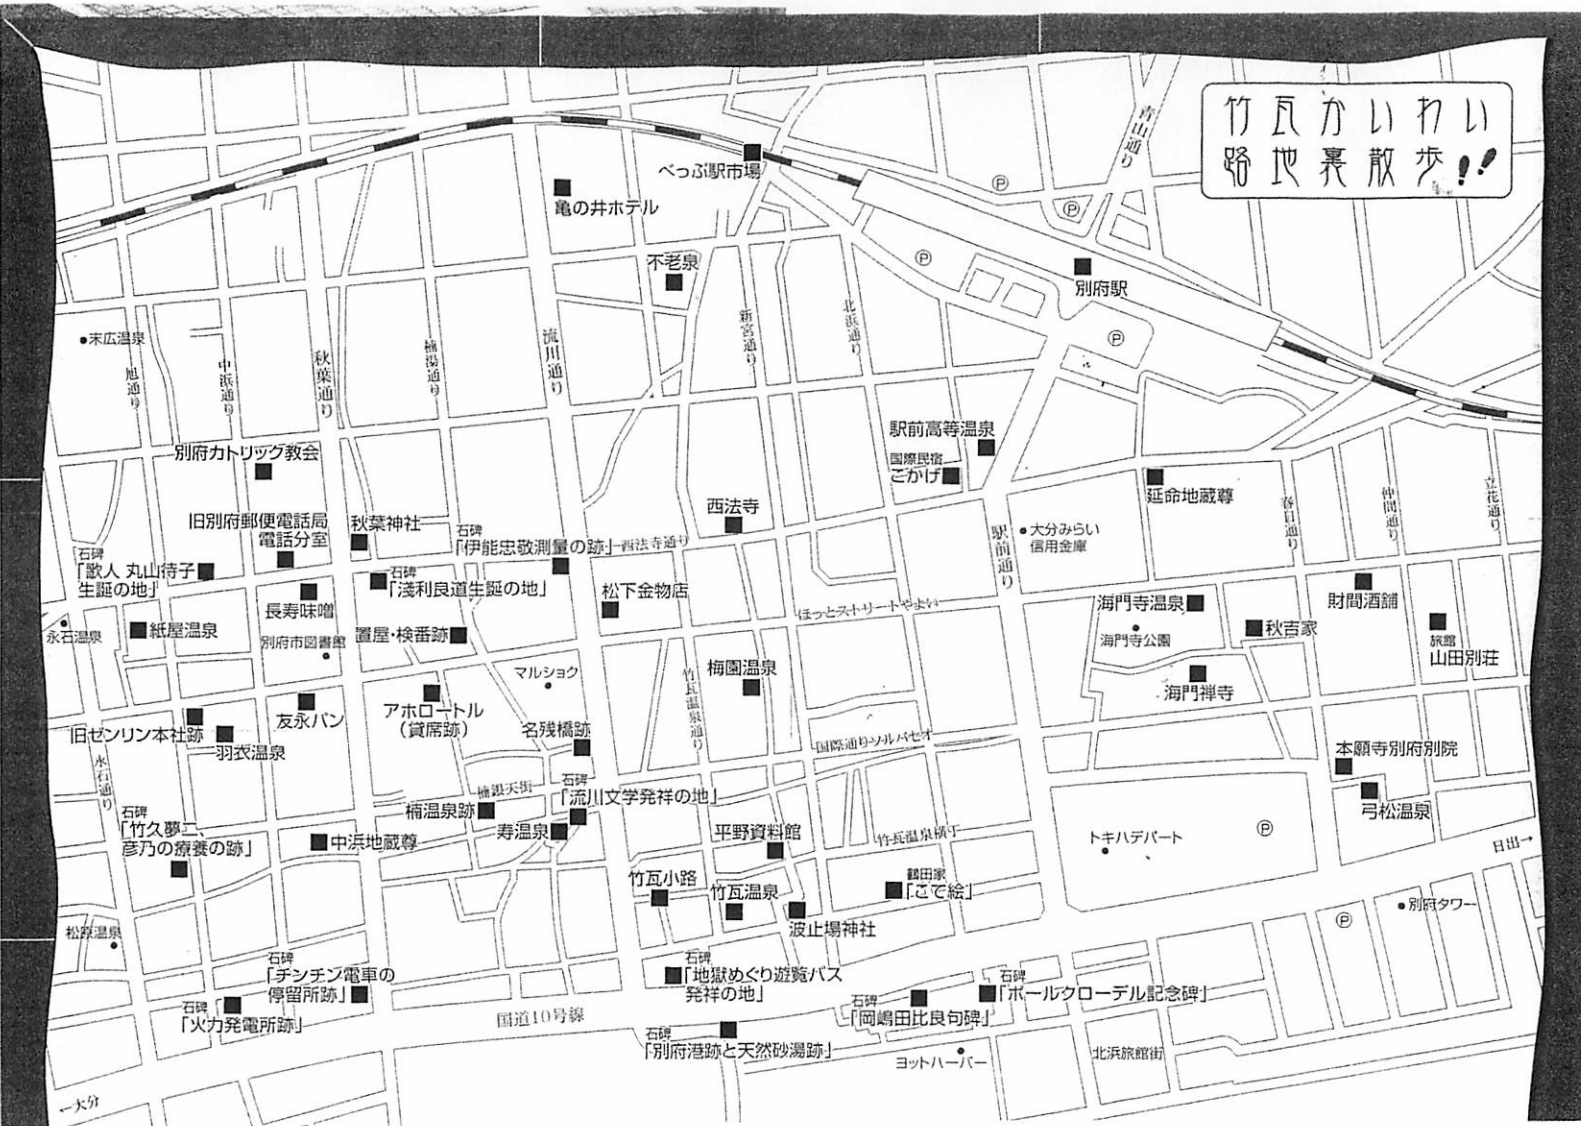 竹瓦かいわい
路地裏散歩!!
青山通り
べっぷ駅市場
亀の井ホテル
Ⓟ
Ⓟ
Ⓟ
不老泉
別府駅
末広温泉
旭通り
中浜通り
秋葉通り
楠湯通り
流川通り
新宮通り
北浜通り
Ⓟ
駅前高等温泉
国際民宿
こかげ
別府カトリック教会
西法寺
延命地蔵尊
春日通り
仲間通り
立花通り
旧別府郵便電話局
電話分室
秋葉神社
石碑
「伊能忠敬測量の跡」
西法寺通り
駅前通り
大分みらい
信用金庫
石碑
「歌人 丸山待子
生誕の地」
長寿味噌
石碑
「淺利良道生誕の地」
松下金物店
ほっとストリートやよい
海門寺温泉
海門寺公園
財間酒舗
秋吉家
旅館
山田別荘
永石温泉
紙屋温泉
別府市図書館
置屋・検番跡
マルショク
竹瓦温泉通り
梅園温泉
海門禅寺
旧ゼンリン本社跡
羽衣温泉
友永パン
アホロートル
（貸席跡）
名残橋跡
国際通りソルパセオ
本願寺別府別院
弓松温泉
永石通り
石碑
「竹久夢二、
彦乃の療養の跡」
中浜地蔵尊
楠銀天街
楠温泉跡
石碑
「流川文学発祥の地」
寿温泉
平野資料館
竹瓦温泉横丁
トキハデパート
Ⓟ
日出→
竹瓦小路
竹瓦温泉
鶴田家
「こて絵」
波止場神社
別府タワー
Ⓟ
松原温泉
石碑
「チンチン電車の
停留所跡」
石碑
「地獄めぐり遊覧バス
発祥の地」
石碑
「火力発電所跡」
国道10号線
石碑
「岡嶋田比良句碑」
石碑
「ポールクローデル記念碑」
石碑
「別府港跡と天然砂湯跡」
ヨットハーバー
北浜旅館街
←大分